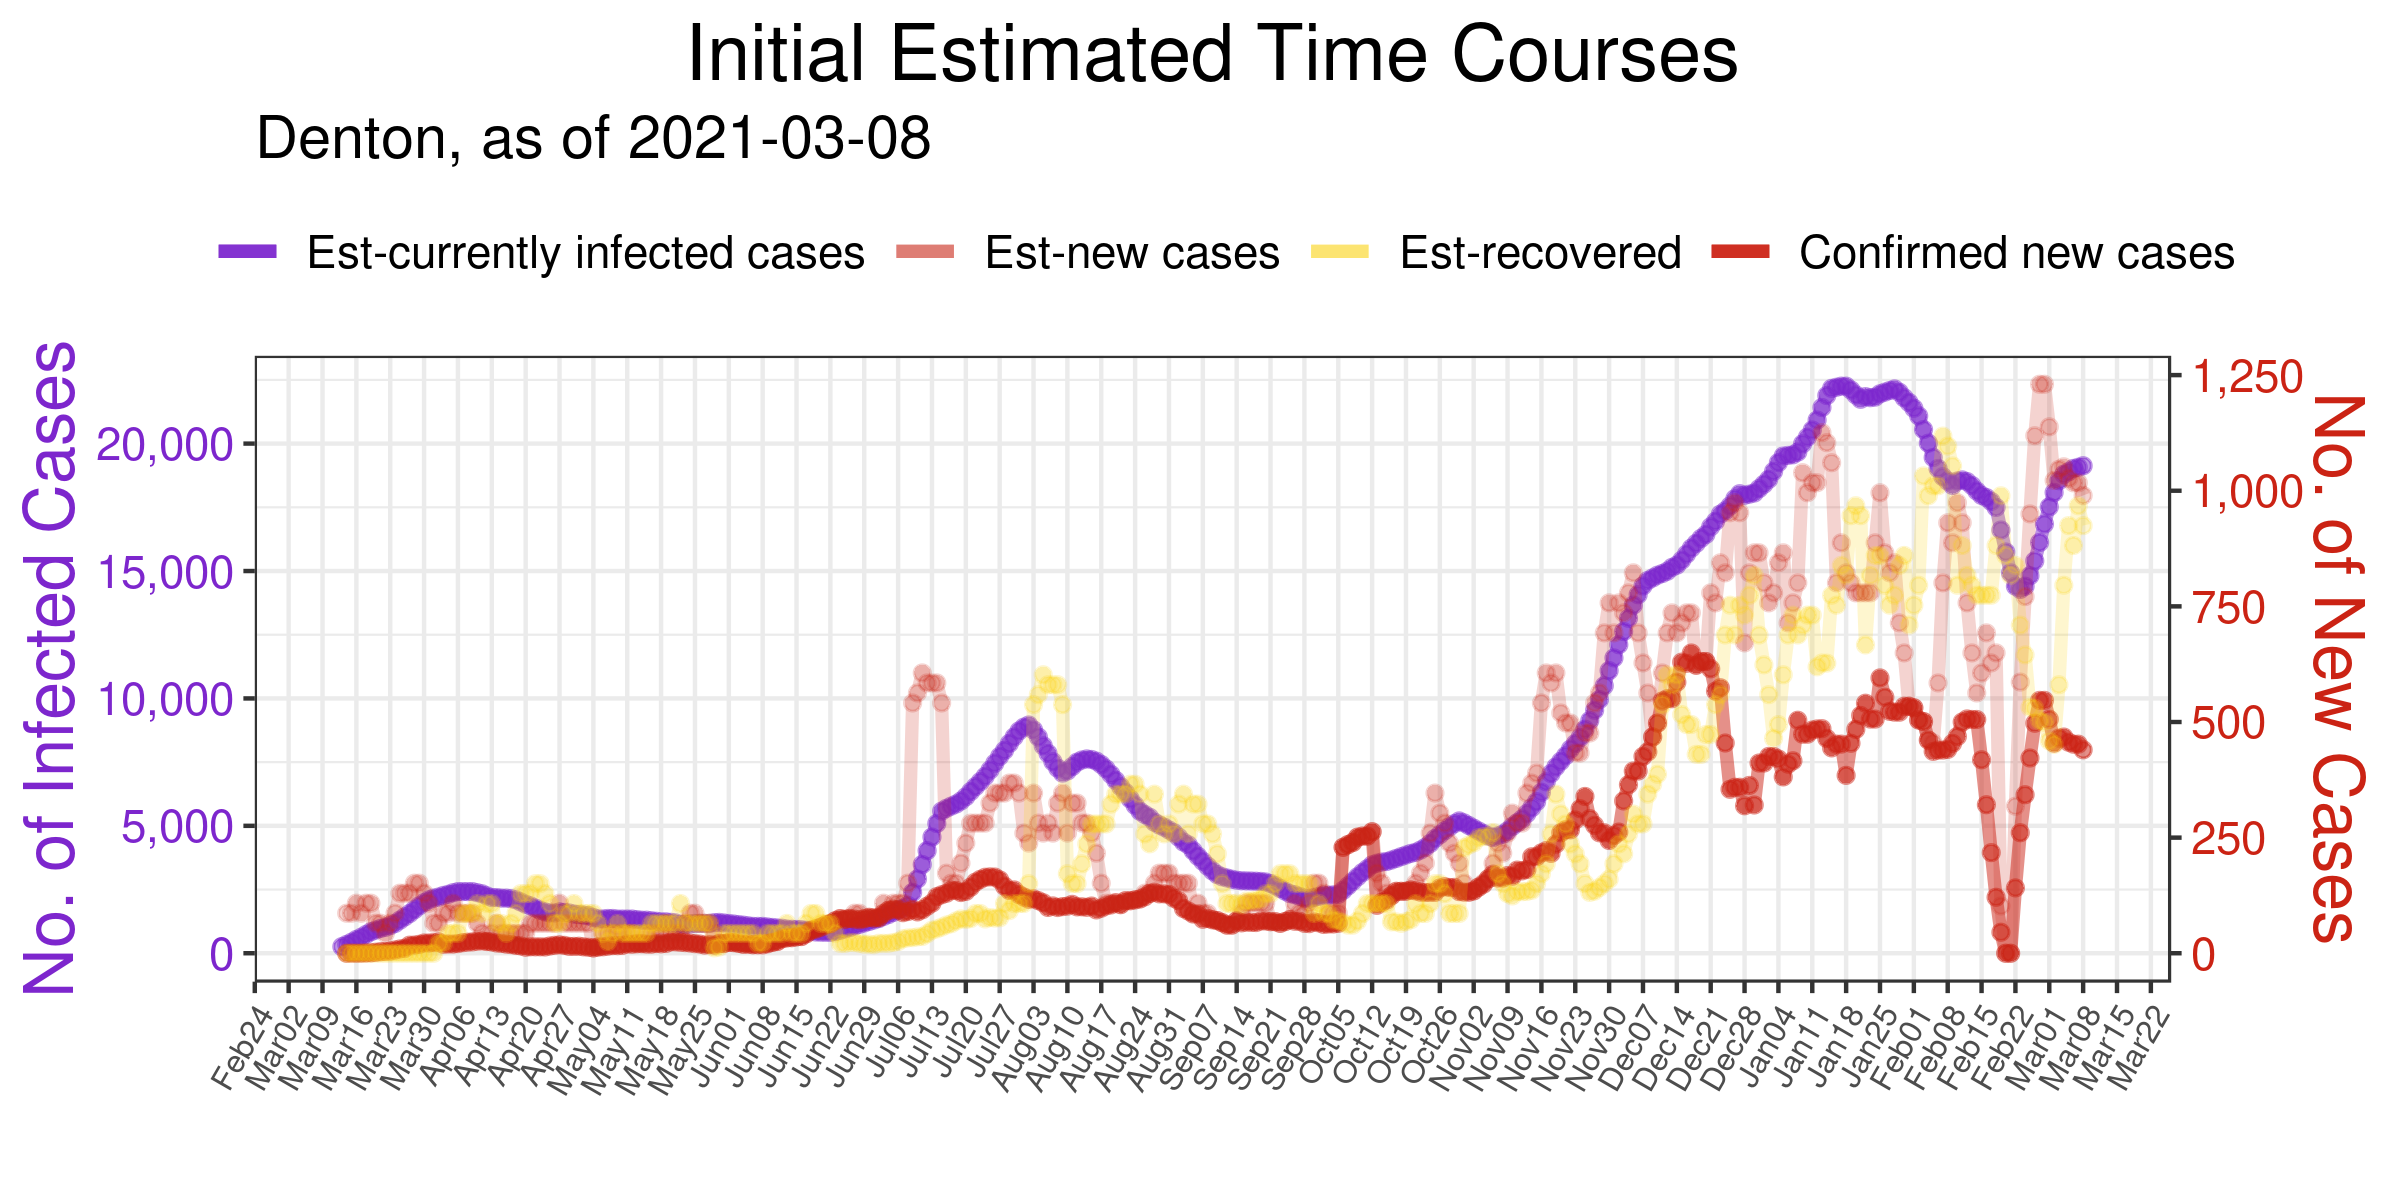 Initial Estimated Time Courses
Denton, as of 2021-03-08
Est-currently infected cases Est-new cases Est-recovered Confirmed new cases
No. of Infected Cases
20,000
15,000
10,000
5,000
0
1,250
1,000
750
500
250
0
No. of New Cases
Feb24 Mar02 Mar09 Mar16 Mar23 Mar30 Apr06 Apr13 Apr20 Apr27 May04 May11 May18 May25 Jun01 Jun08 Jun15 Jun22 Jun29 Jul06 Jul13 Jul20 Jul27 Aug03 Aug10 Aug17 Aug24 Aug31 Sep07 Sep14 Sep21 Sep28 Oct05 Oct12 Oct19 Oct26 Nov02 Nov09 Nov16 Nov23 Nov30 Dec07 Dec14 Dec21 Dec28 Jan04 Jan11 Jan18 Jan25 Feb01 Feb08 Feb15 Feb22 Mar01 Mar08 Mar15 Mar22